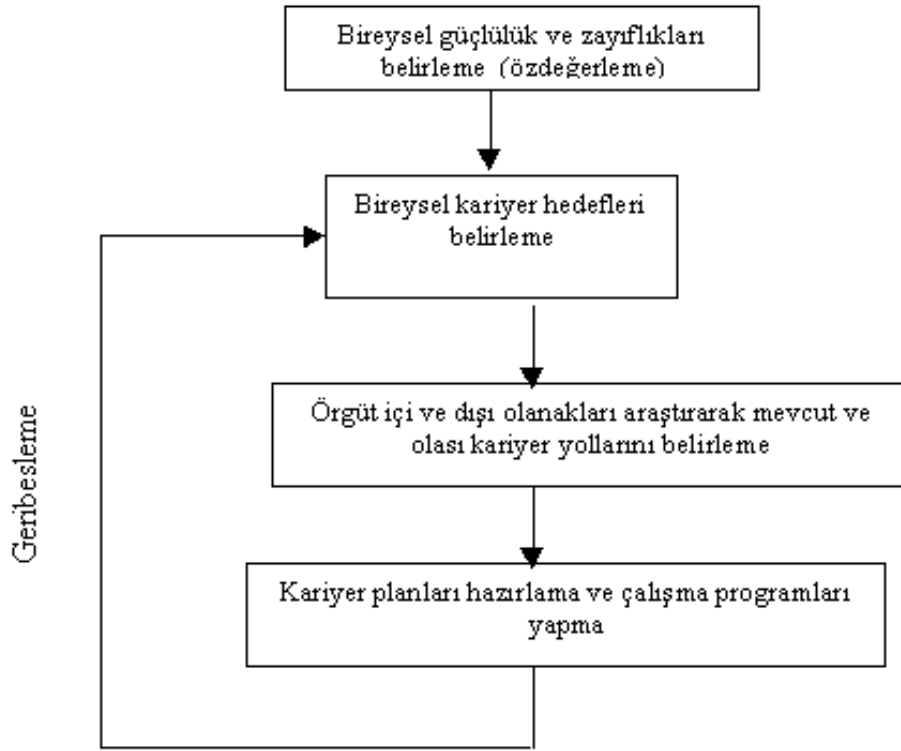 Bireysel güçlülük ve zayıflıkları
belirleme (özdeğerleme)
Bireysel kariyer hedefleri
belirleme
Örgüt içi ve dışı olanakları araştırarak mevcut ve
olası kariyer yollarını belirleme
Kariyer planları hazırlama ve çalışma programları
yapma
Geribesleme